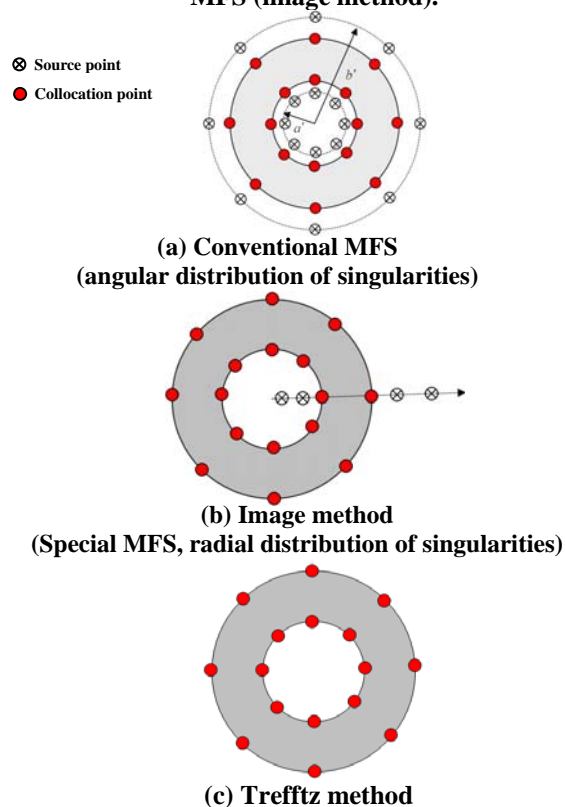 MFS (image method).
Source point
Collocation point
b'
a'
(a) Conventional MFS
(angular distribution of singularities)
(b) Image method
(Special MFS, radial distribution of singularities)
(c) Trefftz method